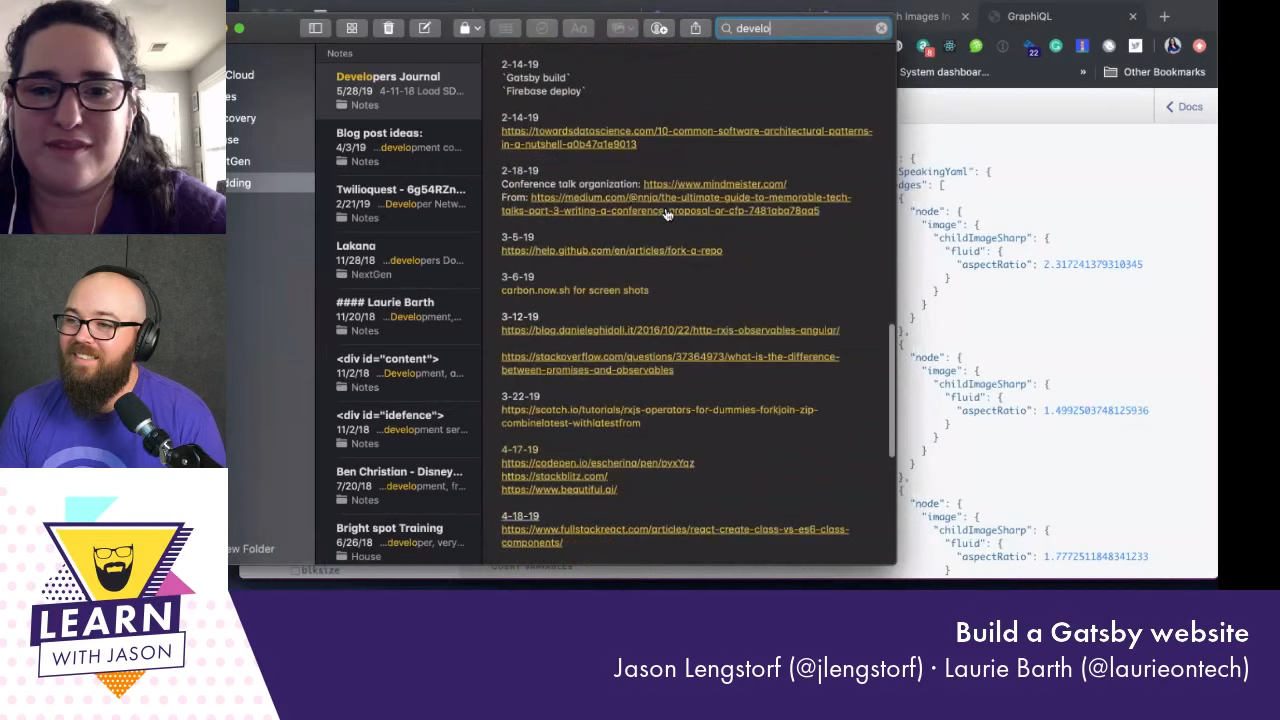 develo
h Images In
GraphiQL
8
22
System dashboar...
»
Other Bookmarks
Docs
Cloud
es
covery
se
tGen
dding
ew Folder
Notes
Developers Journal
5/28/19 4-11-18 Load SD...
Notes
Blog post ideas:
4/3/19 ...development co...
Notes
Twilioquest - 6g54RZn...
2/21/19 ...Developer Netw...
Notes
Lakana
11/28/18 ...developers Do...
NextGen
#### Laurie Barth
11/20/18 ...Development,...
Notes
<div id="content">
11/2/18 ...Development, a...
Notes
<div id="idefence">
11/2/18 ...development ser...
Notes
Ben Christian - Disney...
7/20/18 ...development, fr...
Notes
Bright spot Training
6/26/18 ...developer, very...
House
2-14-19
`Gatsby build`
`Firebase deploy`
2-14-19
https://towardsdatascience.com/10-common-software-architectural-patterns-
in-a-nutshell-a0b47a1e9013
2-18-19
Conference talk organization: https://www.mindmeister.com/
From: https://medium.com/@nnja/the-ultimate-guide-to-memorable-tech-
talks-part-3-writing-a-conference-proposal-or-cfp-7481aba78aa5
3-5-19
https://help.github.com/en/articles/fork-a-repo
3-6-19
carbon.now.sh for screen shots
3-12-19
https://blog.danieleghidoli.it/2016/10/22/http-rxjs-observables-angular/
https://stackoverflow.com/questions/37364973/what-is-the-difference-
between-promises-and-observables
3-22-19
https://scotch.io/tutorials/rxjs-operators-for-dummies-forkjoin-zip-
combinelatest-withlatestfrom
4-17-19
https://codepen.io/escherina/pen/pyxYqz
https://stackblitz.com/
https://www.beautiful.ai/
4-18-19
https://www.fullstackreact.com/articles/react-create-class-vs-es6-class-
components/
: {
SpeakingYaml": {
dges": [
{
"node": {
"image": {
"childImageSharp": {
"fluid": {
"aspectRatio": 2.317241379310345
}
}
}
}
},
{
"node": {
"image": {
"childImageSharp": {
"fluid": {
"aspectRatio": 1.4992503748125936
}
}
}
}
},
{
"node": {
"image": {
"childImageSharp": {
"fluid": {
"aspectRatio": 1.7772511848341233
}
blksize
LEARN
WITH JASON
Build a Gatsby website
Jason Lengstorf (@jlengstorf) · Laurie Barth (@laurieontech)